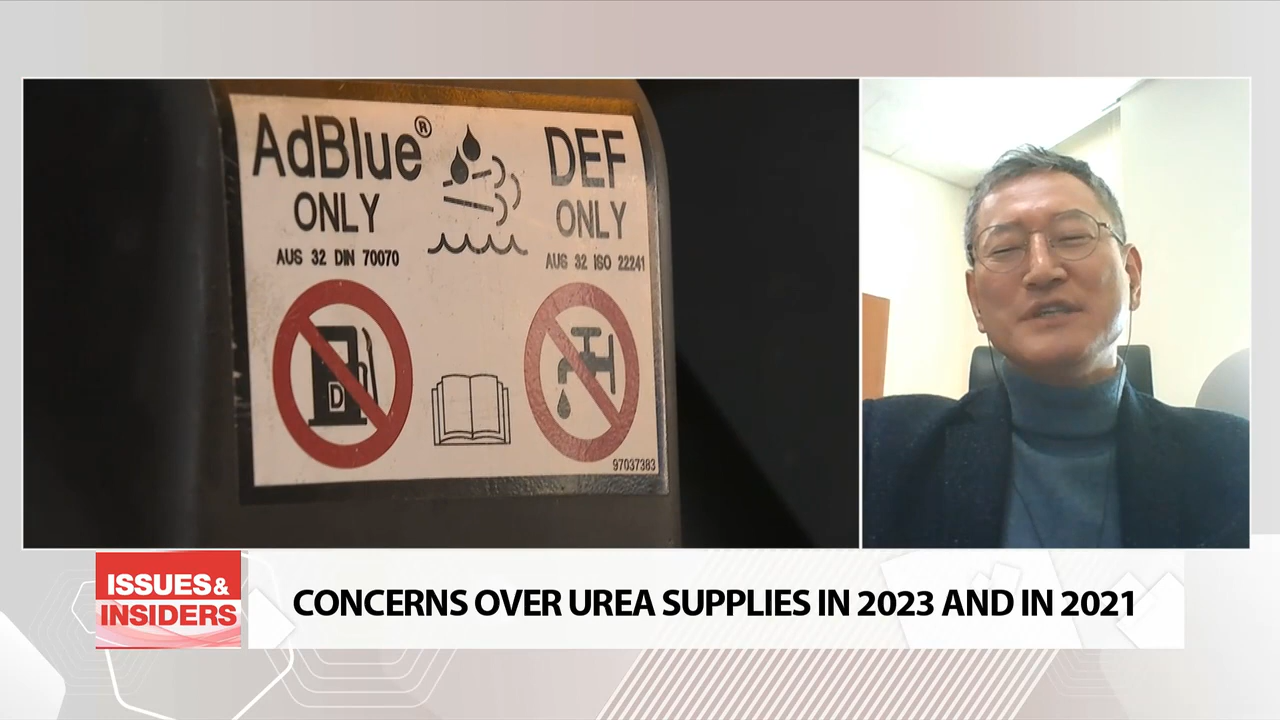 AdBlue®
ONLY
AUS 32 DIN 70070
DEF
ONLY
AUS 32 ISO 22241
D
97037383
ISSUES&
INSIDERS
CONCERNS OVER UREA SUPPLIES IN 2023 AND IN 2021